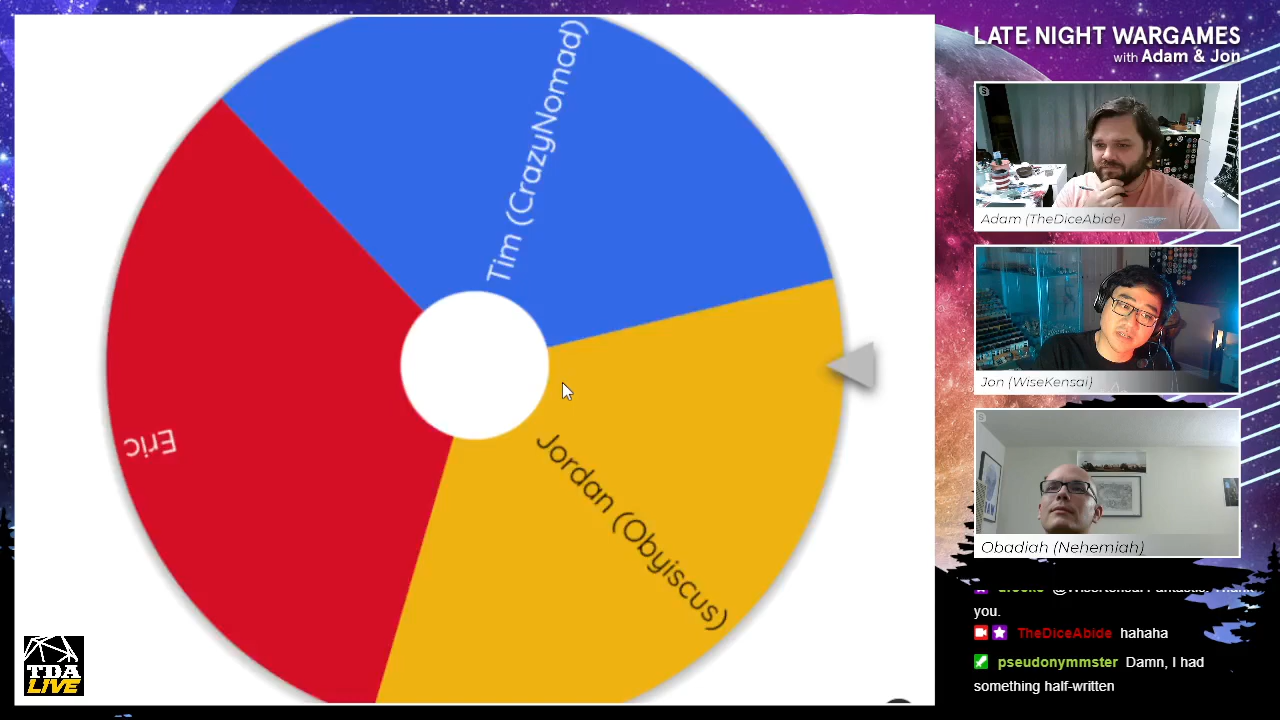 Tim (CrazyNomad)
Jordan (Obyiscus)
Eric
LATE NIGHT WARGAMES
with Adam & Jon
Adam (TheDiceAbide)
Jon (WiseKensai)
Obadiah (Nehemiah)
you.
TheDiceAbide hahaha
pseudonymmster Damn, I had
something half-written
TDA
LIVE